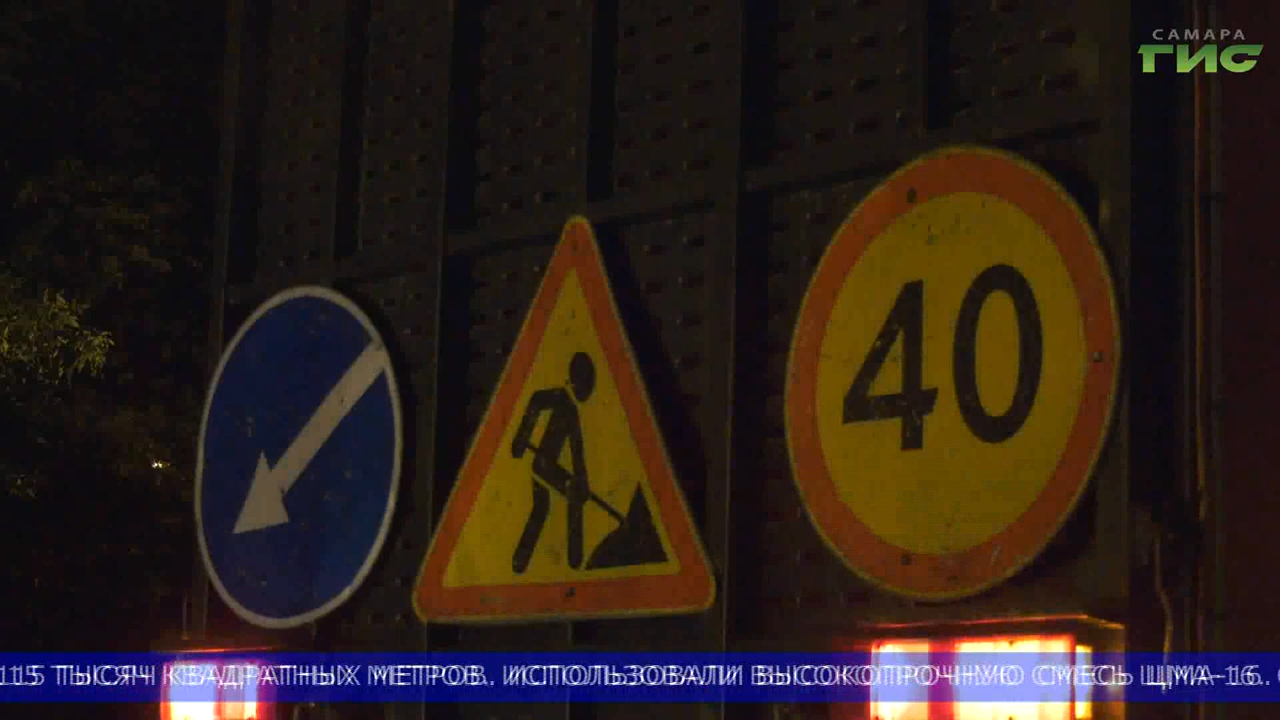 САМАРА
ГИС
40
115 ТЫСЯЧ КВАДРАТНЫХ МЕТРОВ. ИСПОЛЬЗОВАЛИ ВЫСОКОПРОЧНУЮ СМЕСЬ ЩМА-16.